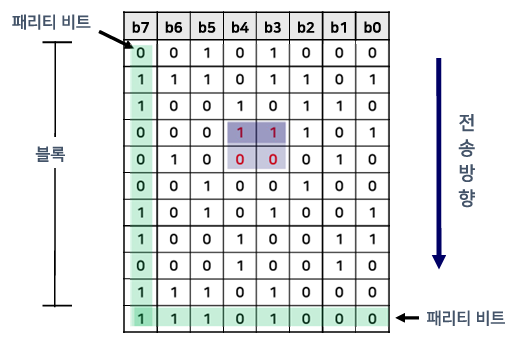 패리티 비트
b7 b6 b5 b4 b3 b2 b1 b0
0 0 1 0 1 0 0 0
1 1 1 0 1 1 0 1
1 0 0 1 0 1 1 0
0 0 0 1 1 1 0 1
0 1 0 0 0 0 1 0
0 0 1 0 0 1 0 0
1 0 1 0 1 0 0 1
1 0 0 1 0 0 1 1
0 0 0 1 0 0 1 0
1 1 1 0 1 0 0 0
1 1 1 0 1 0 0 0
블록
전송방향
패리티 비트